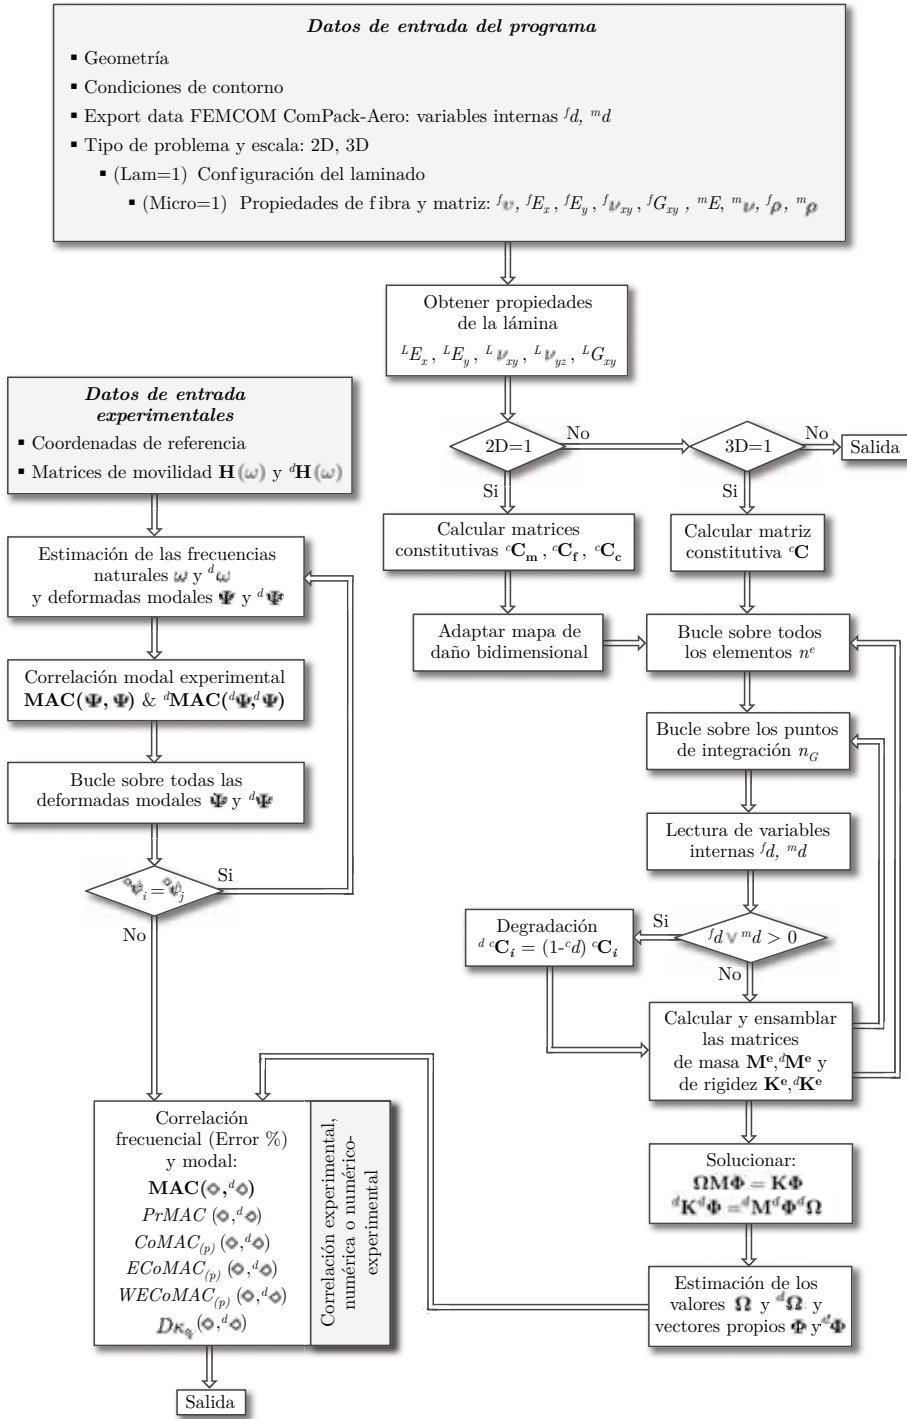 Datos de entrada del programa
▪ Geometría
▪ Condiciones de contorno
▪ Export data FEMCOM ComPack-Aero: variables internas ᶠd, ᵐd
▪ Tipo de problema y escala: 2D, 3D
▪ (Lam=1) Configuración del laminado
▪ (Micro=1) Propiedades de fibra y matriz: ᶠυ, ᶠE_x, ᶠE_y, ᶠν_xy, ᶠG_xy, ᵐE, ᵐν, ᶠρ, ᵐρ
Obtener propiedades
de la lámina
ᴸE_x, ᴸE_y, ᴸν_xy, ᴸν_yz, ᴸG_xy
2D=1
No
Si
3D=1
No
Si
Salida
Calcular matrices
constitutivas ᶜC_m, ᶜC_f, ᶜC_c
Calcular matriz
constitutiva ᶜC
Adaptar mapa de
daño bidimensional
Bucle sobre todos
los elementos nᵉ
Bucle sobre los puntos
de integración n_G
Lectura de variables
internas ᶠd, ᵐd
ᶠd ∨ ᵐd > 0
Si
No
Degradación
ᵈ ᶜC_i = (1-ᶜd) ᶜC_i
Calcular y ensamblar
las matrices
de masa Mᵉ,ᵈMᵉ y
de rigidez Kᵉ,ᵈKᵉ
Solucionar:
ΩMΦ = KΦ
ᵈKᵈΦ =ᵈMᵈΦᵈΩ
Estimación de los
valores Ω y ᵈΩ y
vectores propios Φ y ᵈΦ
Datos de entrada
experimentales
▪ Coordenadas de referencia
▪ Matrices de movilidad H(ω) y ᵈH(ω)
Estimación de las frecuencias
naturales ω y ᵈω
y deformadas modales Ψ y ᵈΨ
Correlación modal experimental
MAC(Ψ, Ψ) & ᵈMAC(ᵈΨ,ᵈΨ)
Bucle sobre todas las
deformadas modales Ψ y ᵈΨ
°ψ_i = °ψ_j
Si
No
Correlación
frecuencial (Error %)
y modal:
MAC(⋄,ᵈ⋄)
PrMAC (⋄,ᵈ⋄)
CoMAC_(p) (⋄,ᵈ⋄)
ECoMAC_(p) (⋄,ᵈ⋄)
WECoMAC_(p) (⋄,ᵈ⋄)
(⋄,ᵈ⋄)
Correlación experimental,
numérica o numérico-
experimental
Salida